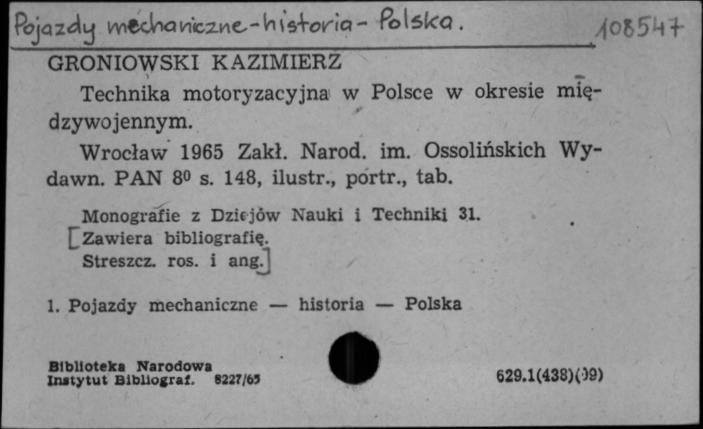 Pojazdy mechaniczne - historia - Polska. 108547
GRONIOWSKI KAZIMIERZ
Technika motoryzacyjna w Polsce w okresie mię-
dzywojennym.
Wrocław 1965 Zakł. Narod. im. Ossolińskich Wy-
dawn. PAN 8⁰ s. 148, ilustr., portr., tab.
Monografie z Dziejów Nauki i Techniki 31.
[Zawiera bibliografię.
Streszcz. ros. i ang.]
1. Pojazdy mechaniczne — historia — Polska
Biblioteka Narodowa
Instytut Bibliograf. 8227/65
629.1(438)(09)